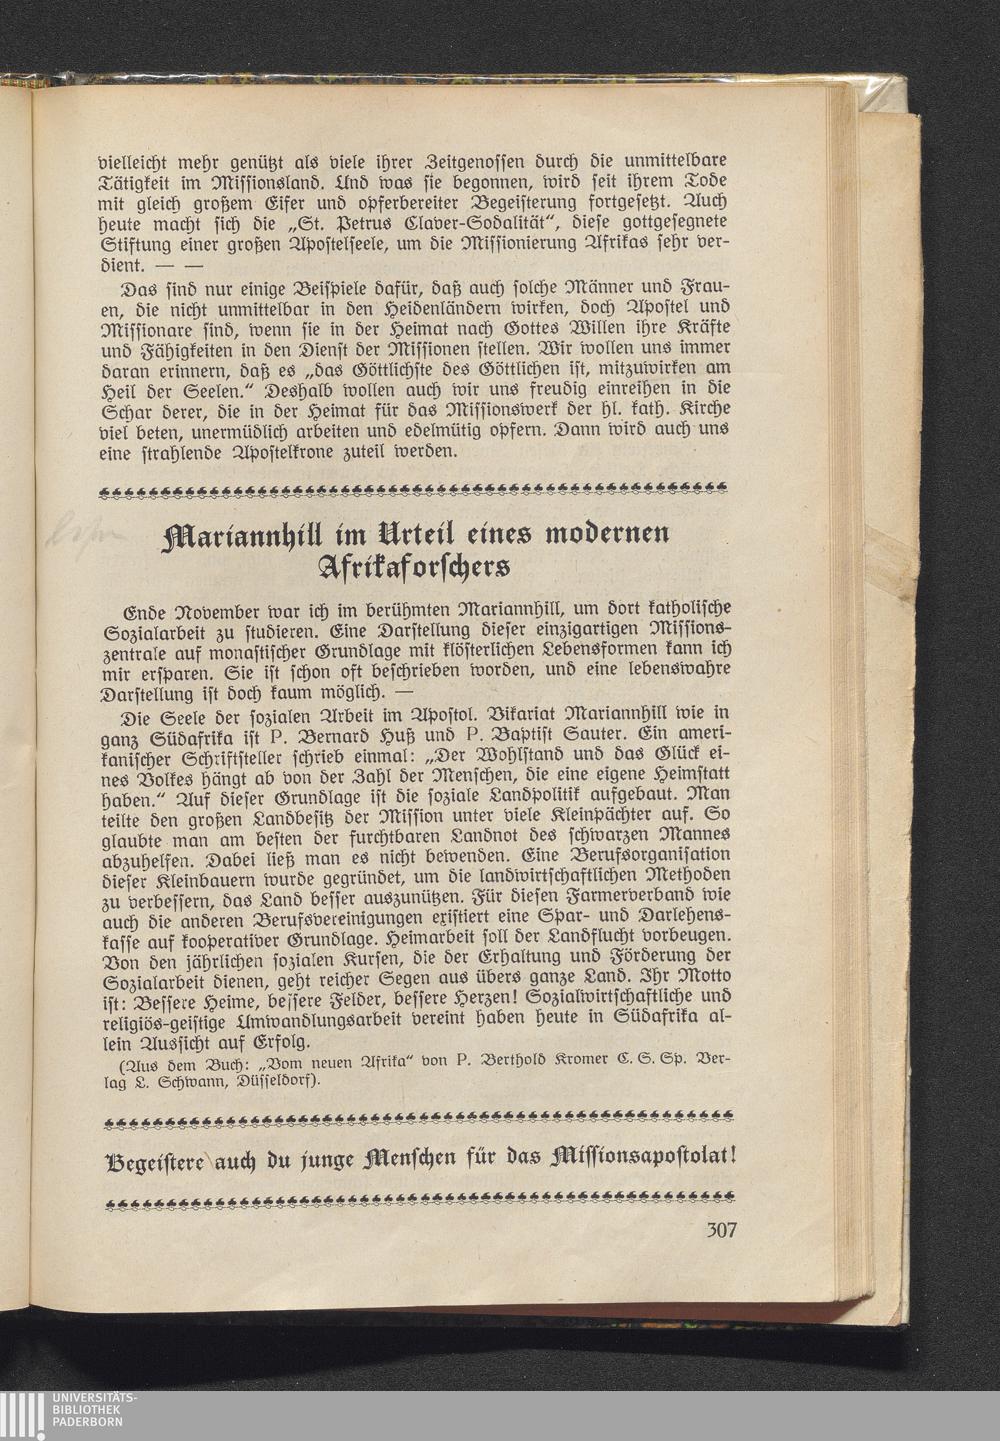 vielleicht mehr genützt als viele ihrer Zeitgenossen durch die unmittelbare
Tätigkeit im Missionsland. Und was sie begonnen, wird seit ihrem Tode
mit gleich großem Eifer und opferbereiter Begeisterung fortgesetzt. Auch
heute macht sich die „St. Petrus Claver-Sodalität“, diese gottgesegnete
Stiftung einer großen Apostelseele, um die Missionierung Afrikas sehr ver-
dient. — —
Das sind nur einige Beispiele dafür, daß auch solche Männer und Frau-
en, die nicht unmittelbar in den Heidenländern wirken, doch Apostel und
Missionare sind, wenn sie in der Heimat nach Gottes Willen ihre Kräfte
und Fähigkeiten in den Dienst der Missionen stellen. Wir wollen uns immer
daran erinnern, daß es „das Göttlichste des Göttlichen ist, mitzuwirken am
Heil der Seelen.“ Deshalb wollen auch wir uns freudig einreihen in die
Schar derer, die in der Heimat für das Missionswerk der hl. kath. Kirche
viel beten, unermüdlich arbeiten und edelmütig opfern. Dann wird auch uns
eine strahlende Apostelkrone zuteil werden.
Mariannhill im Urteil eines modernen
Afrikaforschers
Ende November war ich im berühmten Mariannhill, um dort katholische
Sozialarbeit zu studieren. Eine Darstellung dieser einzigartigen Missions-
zentrale auf monastischer Grundlage mit klösterlichen Lebensformen kann ich
mir ersparen. Sie ist schon oft beschrieben worden, und eine lebenswahre
Darstellung ist doch kaum möglich. —
Die Seele der sozialen Arbeit im Apostol. Vikariat Mariannhill wie in
ganz Südafrika ist P. Bernard Huß und P. Baptist Sauter. Ein ameri-
kanischer Schriftsteller schrieb einmal: „Der Wohlstand und das Glück ei-
nes Volkes hängt ab von der Zahl der Menschen, die eine eigene Heimstatt
haben.“ Auf dieser Grundlage ist die soziale Landpolitik aufgebaut. Man
teilte den großen Landbesitz der Mission unter viele Kleinpächter auf. So
glaubte man am besten der furchtbaren Landnot des schwarzen Mannes
abzuhelfen. Dabei ließ man es nicht bewenden. Eine Berufsorganisation
dieser Kleinbauern wurde gegründet, um die landwirtschaftlichen Methoden
zu verbessern, das Land besser auszunützen. Für diesen Farmerverband wie
auch die anderen Berufsvereinigungen existiert eine Spar- und Darlehens-
kasse auf kooperativer Grundlage. Heimarbeit soll der Landflucht vorbeugen.
Von den jährlichen sozialen Kursen, die der Erhaltung und Förderung der
Sozialarbeit dienen, geht reicher Segen aus übers ganze Land. Ihr Motto
ist: Bessere Heime, bessere Felder, bessere Herzen! Sozialwirtschaftliche und
religiös-geistige Umwandlungsarbeit vereint haben heute in Südafrika al-
lein Aussicht auf Erfolg.
(Aus dem Buch: „Vom neuen Afrika“ von P. Berthold Kromer C. S. Sp. Ver-
lag L. Schwann, Düsseldorf).
Begeistere auch du junge Menschen für das Missionsapostolat!
307
UNIVERSITÄTS-
BIBLIOTHEK
PADERBORN